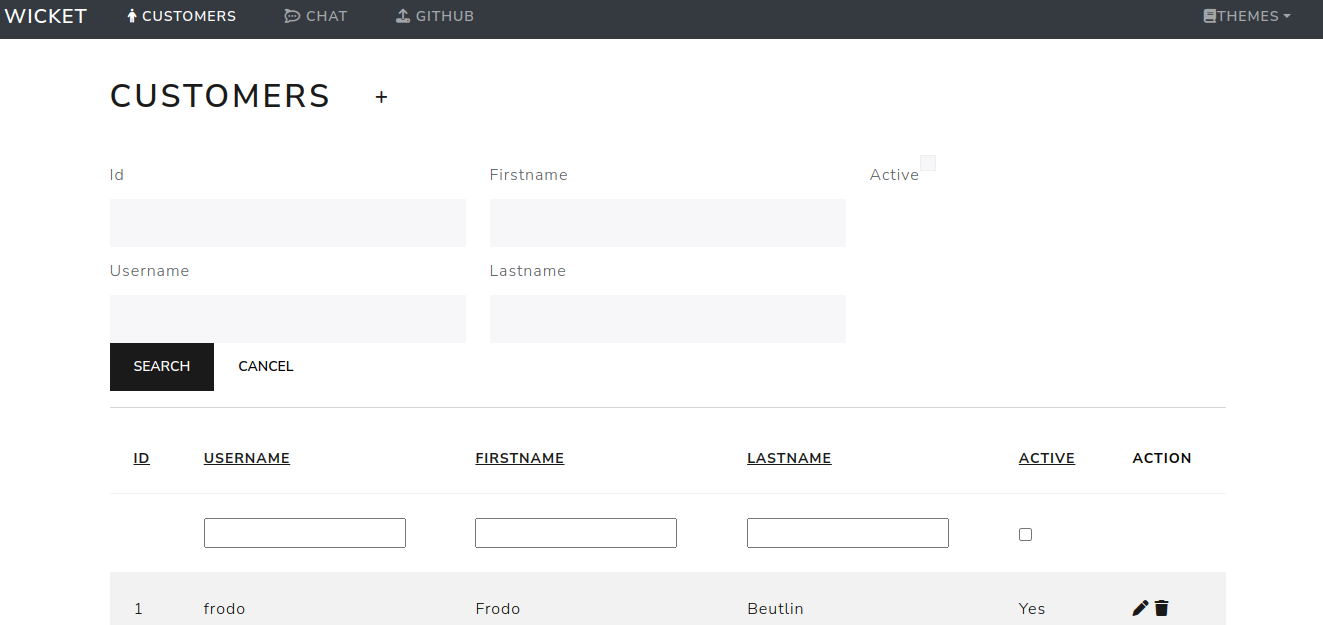 WICKET CUSTOMERS CHAT GITHUB THEMES
CUSTOMERS +
Id Firstname Active
Username Lastname
SEARCH CANCEL
ID USERNAME FIRSTNAME LASTNAME ACTIVE ACTION
1 frodo Frodo Beutlin Yes